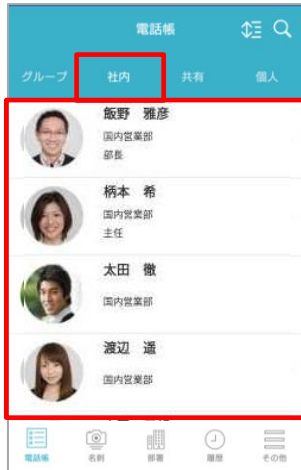 電話帳
グループ 社内 共有 個人
飯野 雅彦
国内営業部
部長
柄本 希
国内営業部
主任
太田 徹
国内営業部
渡辺 遥
国内営業部
電話帳 名刺 部署 履歴 その他